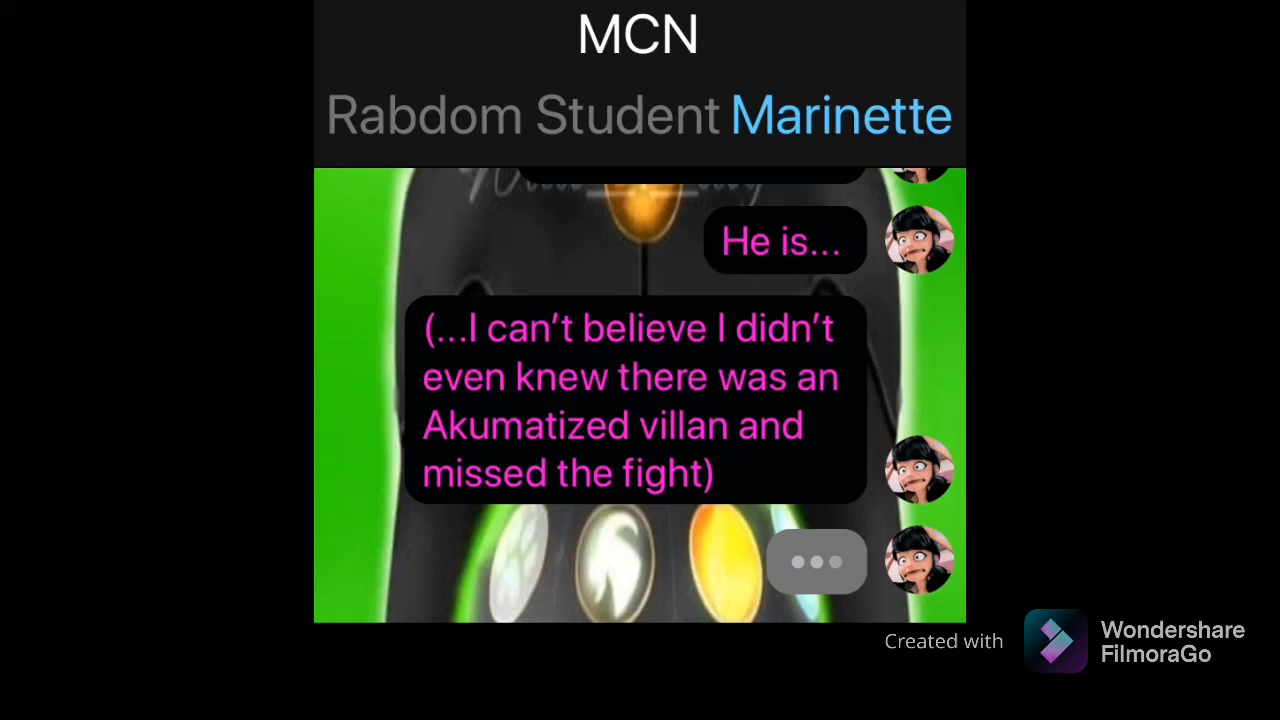 MCN
Rabdom Student Marinette
He is...
(...I can't believe I didn't
even knew there was an
Akumatized villan and
missed the fight)
Created with
Wondershare
FilmoraGo